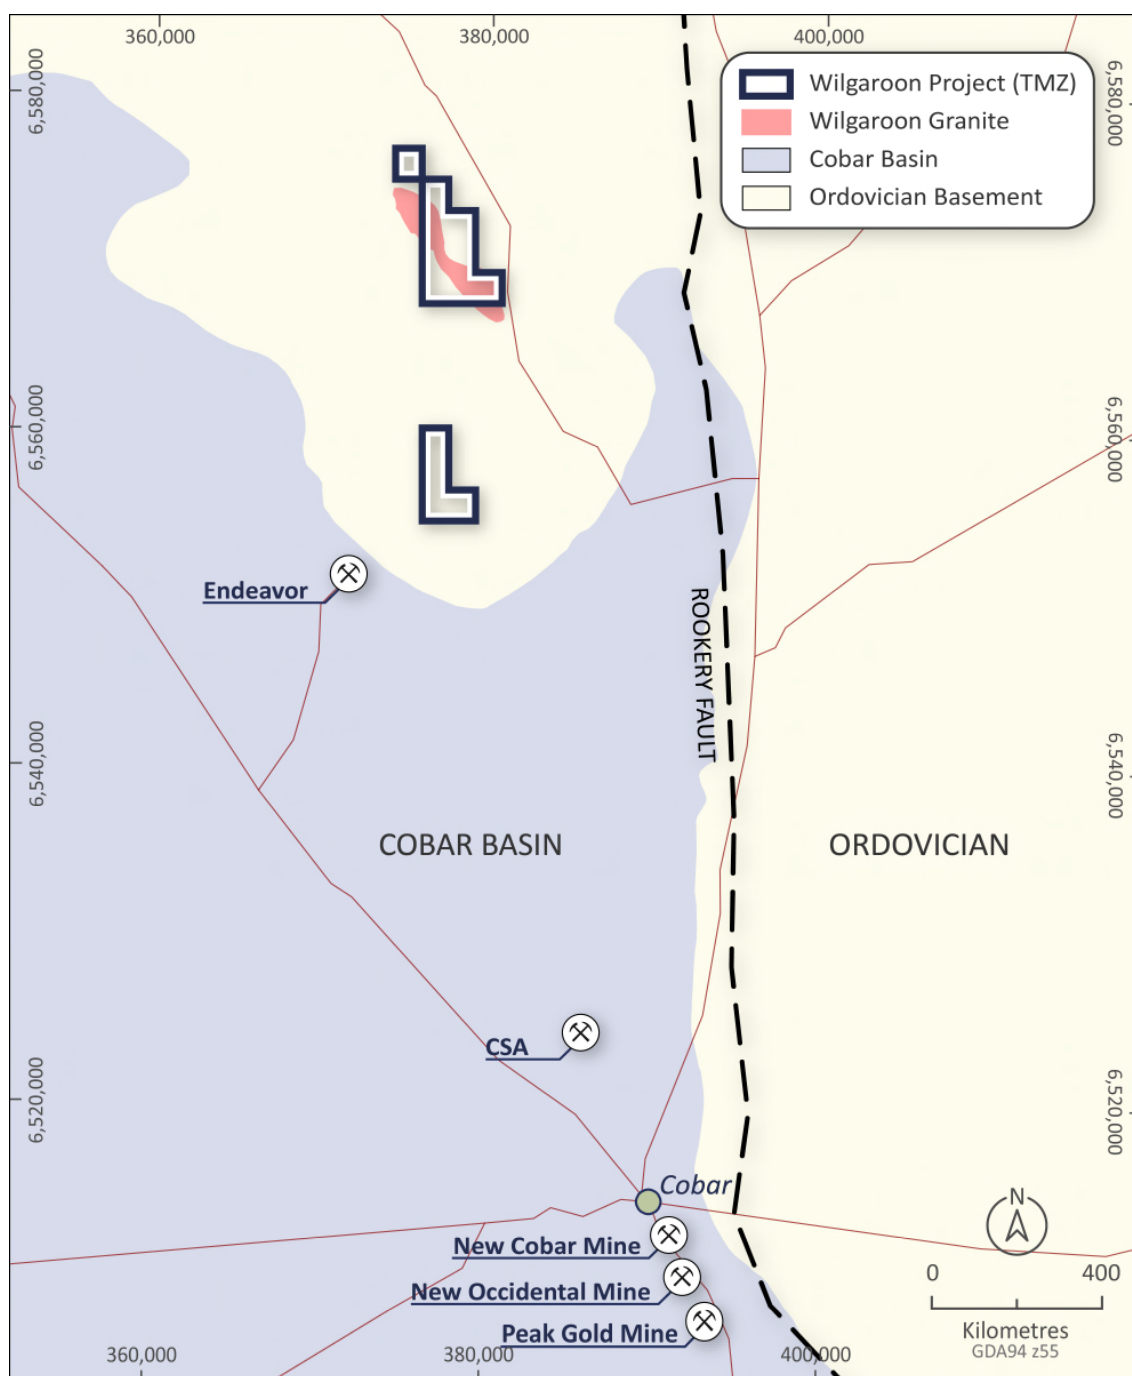 360,000
380,000
400,000
6,580,000
6,580,000
Wilgaroon Project (TMZ)
Wilgaroon Granite
Cobar Basin
Ordovician Basement
6,560,000
6,560,000
Endeavor
ROOKERY FAULT
6,540,000
6,540,000
COBAR BASIN
ORDOVICIAN
CSA
6,520,000
6,520,000
Cobar
N
New Cobar Mine
New Occidental Mine
0 400
Peak Gold Mine
Kilometres
GDA94 z55
360,000
380,000
400,000